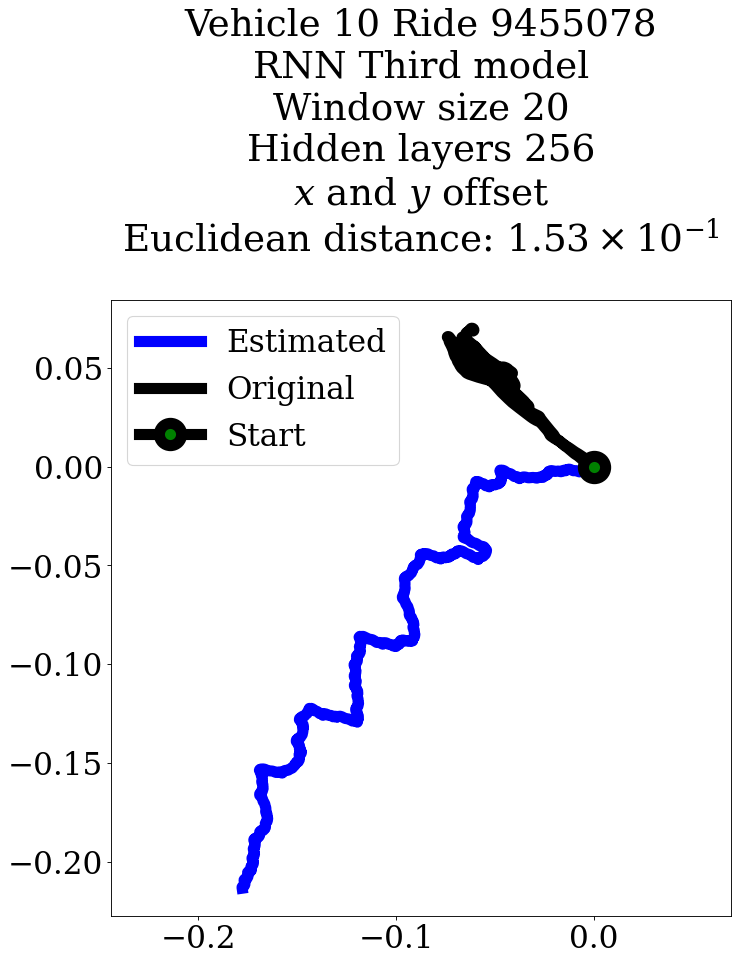 Vehicle 10 Ride 9455078
RNN Third model
Window size 20
Hidden layers 256
x and y offset
Euclidean distance: 1.53 × 10⁻¹
Estimated
Original
Start
0.05
0.00
−0.05
−0.10
−0.15
−0.20
−0.2 −0.1 0.0